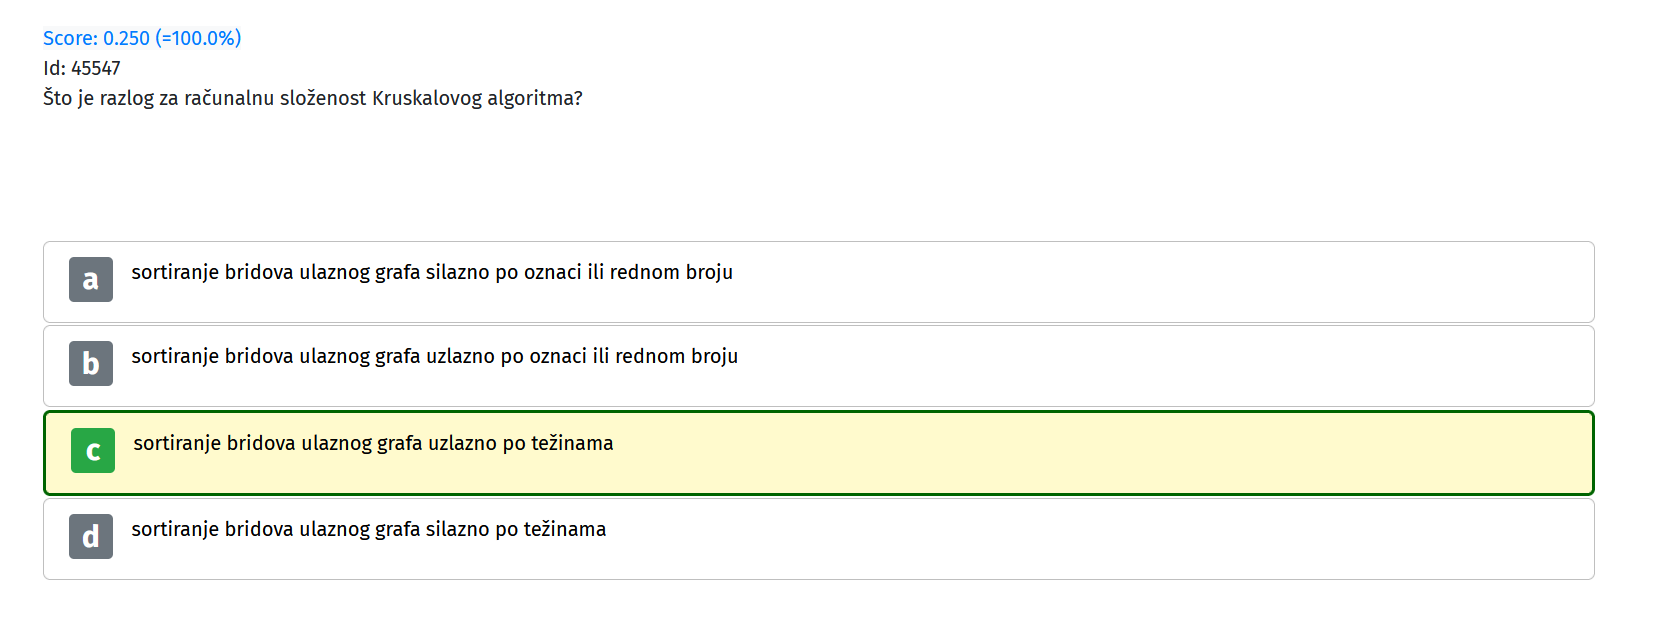 Score: 0.250 (=100.0%)
Id: 45547
Što je razlog za računalnu složenost Kruskalovog algoritma?
a sortiranje bridova ulaznog grafa silazno po oznaci ili rednom broju
b sortiranje bridova ulaznog grafa uzlazno po oznaci ili rednom broju
c sortiranje bridova ulaznog grafa uzlazno po težinama
d sortiranje bridova ulaznog grafa silazno po težinama